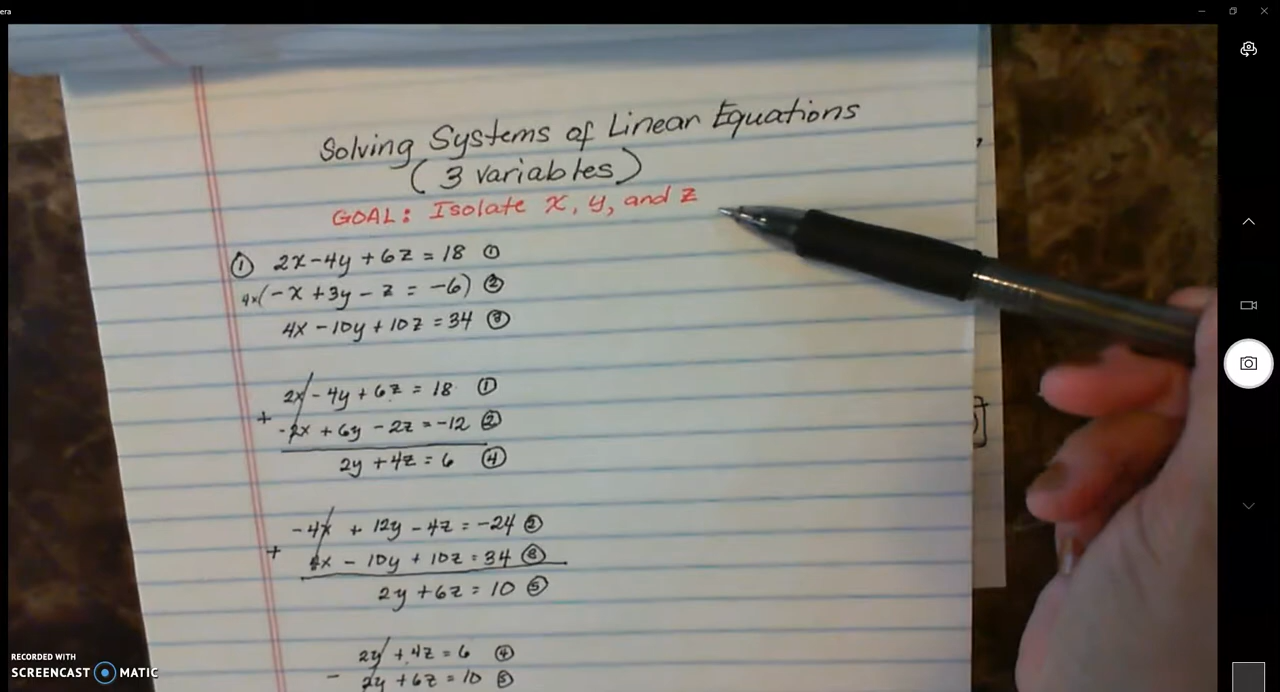 era
Solving Systems of Linear Equations
(3 variables)
GOAL: Isolate x, y, and z
① 2x-4y+6z=18 ①
4x(-x+3y-z=-6) ②
4x-10y+10z=34 ③
2x-4y+6z=18 ①
+ -2x+6y-2z=-12 ②
2y+4z=6 ④
-4x+12y-4z=-24 ②
+ 4x-10y+10z=34 ③
2y+6z=10 ⑤
2y+4z=6 ④
- 2y+6z=10 ⑤
RECORDED WITH
SCREENCAST MATIC